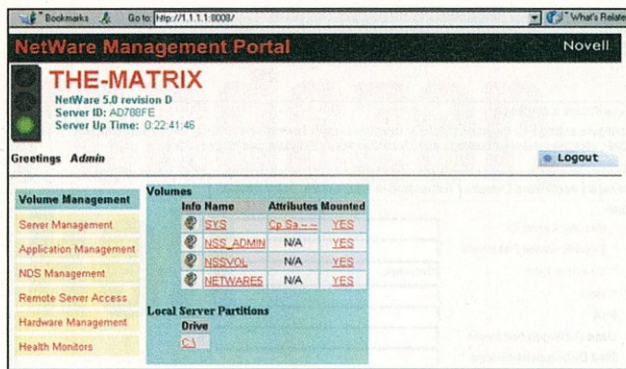 Bookmarks Go to: http://1.1.1.1:8008/ What's Relate
NetWare Management Portal Novell
THE-MATRIX
NetWare 5.0 revision D
Server ID: AD788FE
Server Up Time: 0:22:41:46
Greetings Admin Logout
Volume Management
Server Management
Application Management
NDS Management
Remote Server Access
Hardware Management
Health Monitors
Volumes
Info Name Attributes Mounted
SYS Cp Sa -- -- YES
NSS_ADMIN N/A YES
NSSVOL N/A YES
NETWARE5 N/A YES
Local Server Partitions
Drive
C:\